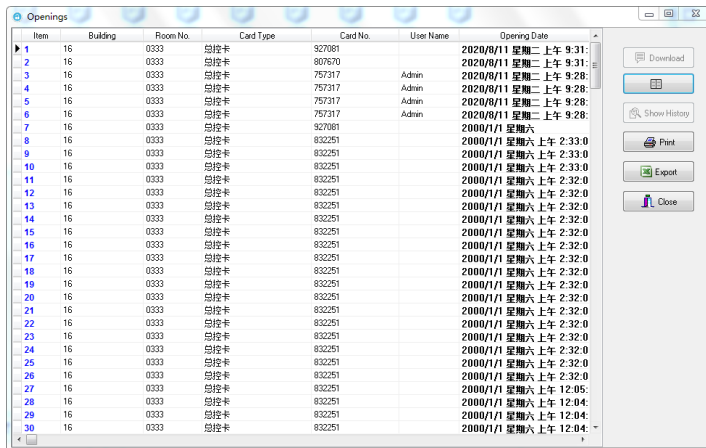 Openings
Item Building Room No. Card Type Card No. User Name Opening Date
1 16 0333 总控卡 927081 2020/8/11 星期二 上午 9:31:
2 16 0333 总控卡 807670 2020/8/11 星期二 上午 9:31:
3 16 0333 总控卡 757317 Admin 2020/8/11 星期二 上午 9:28:
4 16 0333 总控卡 757317 Admin 2020/8/11 星期二 上午 9:28:
5 16 0333 总控卡 757317 Admin 2020/8/11 星期二 上午 9:28:
6 16 0333 总控卡 757317 Admin 2020/8/11 星期二 上午 9:28:
7 16 0333 总控卡 927081 2000/1/1 星期六
8 16 0333 总控卡 832251 2000/1/1 星期六 上午 2:33:0
9 16 0333 总控卡 832251 2000/1/1 星期六 上午 2:33:0
10 16 0333 总控卡 832251 2000/1/1 星期六 上午 2:33:0
11 16 0333 总控卡 832251 2000/1/1 星期六 上午 2:32:0
12 16 0333 总控卡 832251 2000/1/1 星期六 上午 2:32:0
13 16 0333 总控卡 832251 2000/1/1 星期六 上午 2:32:0
14 16 0333 总控卡 832251 2000/1/1 星期六 上午 2:32:0
15 16 0333 总控卡 832251 2000/1/1 星期六 上午 2:32:0
16 16 0333 总控卡 832251 2000/1/1 星期六 上午 2:32:0
17 16 0333 总控卡 832251 2000/1/1 星期六 上午 2:32:0
18 16 0333 总控卡 832251 2000/1/1 星期六 上午 2:32:0
19 16 0333 总控卡 832251 2000/1/1 星期六 上午 2:32:0
20 16 0333 总控卡 832251 2000/1/1 星期六 上午 2:32:0
21 16 0333 总控卡 832251 2000/1/1 星期六 上午 2:32:0
22 16 0333 总控卡 832251 2000/1/1 星期六 上午 2:32:0
23 16 0333 总控卡 832251 2000/1/1 星期六 上午 2:32:0
24 16 0333 总控卡 832251 2000/1/1 星期六 上午 2:32:0
25 16 0333 总控卡 832251 2000/1/1 星期六 上午 2:32:0
26 16 0333 总控卡 832251 2000/1/1 星期六 上午 2:32:0
27 16 0333 总控卡 832251 2000/1/1 星期六 上午 12:05:
28 16 0333 总控卡 832251 2000/1/1 星期六 上午 12:04:
29 16 0333 总控卡 832251 2000/1/1 星期六 上午 12:04:
30 16 0333 总控卡 832251 2000/1/1 星期六 上午 12:04:
Download
Show History
Print
Export
Close